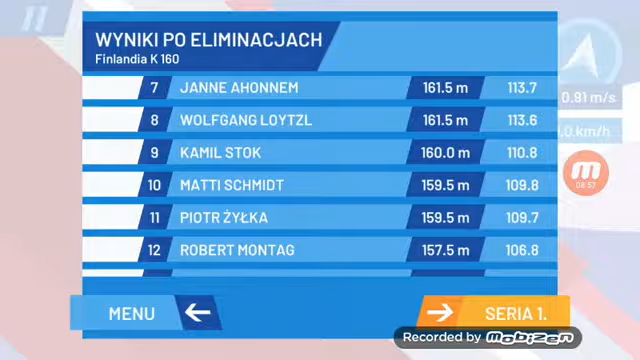 WYNIKI PO ELIMINACJACH
Finlandia K 160
7 JANNE AHONNEM 161.5 m 113.7
8 WOLFGANG LOYTZL 161.5 m 113.6
9 KAMIL STOK 160.0 m 110.8
10 MATTI SCHMIDT 159.5 m 109.8
11 PIOTR ŻYŁKA 159.5 m 109.7
12 ROBERT MONTAG 157.5 m 106.8
0.91 m/s
.0 km/h
08:57
MENU
SERIA 1.
Recorded by mobizen